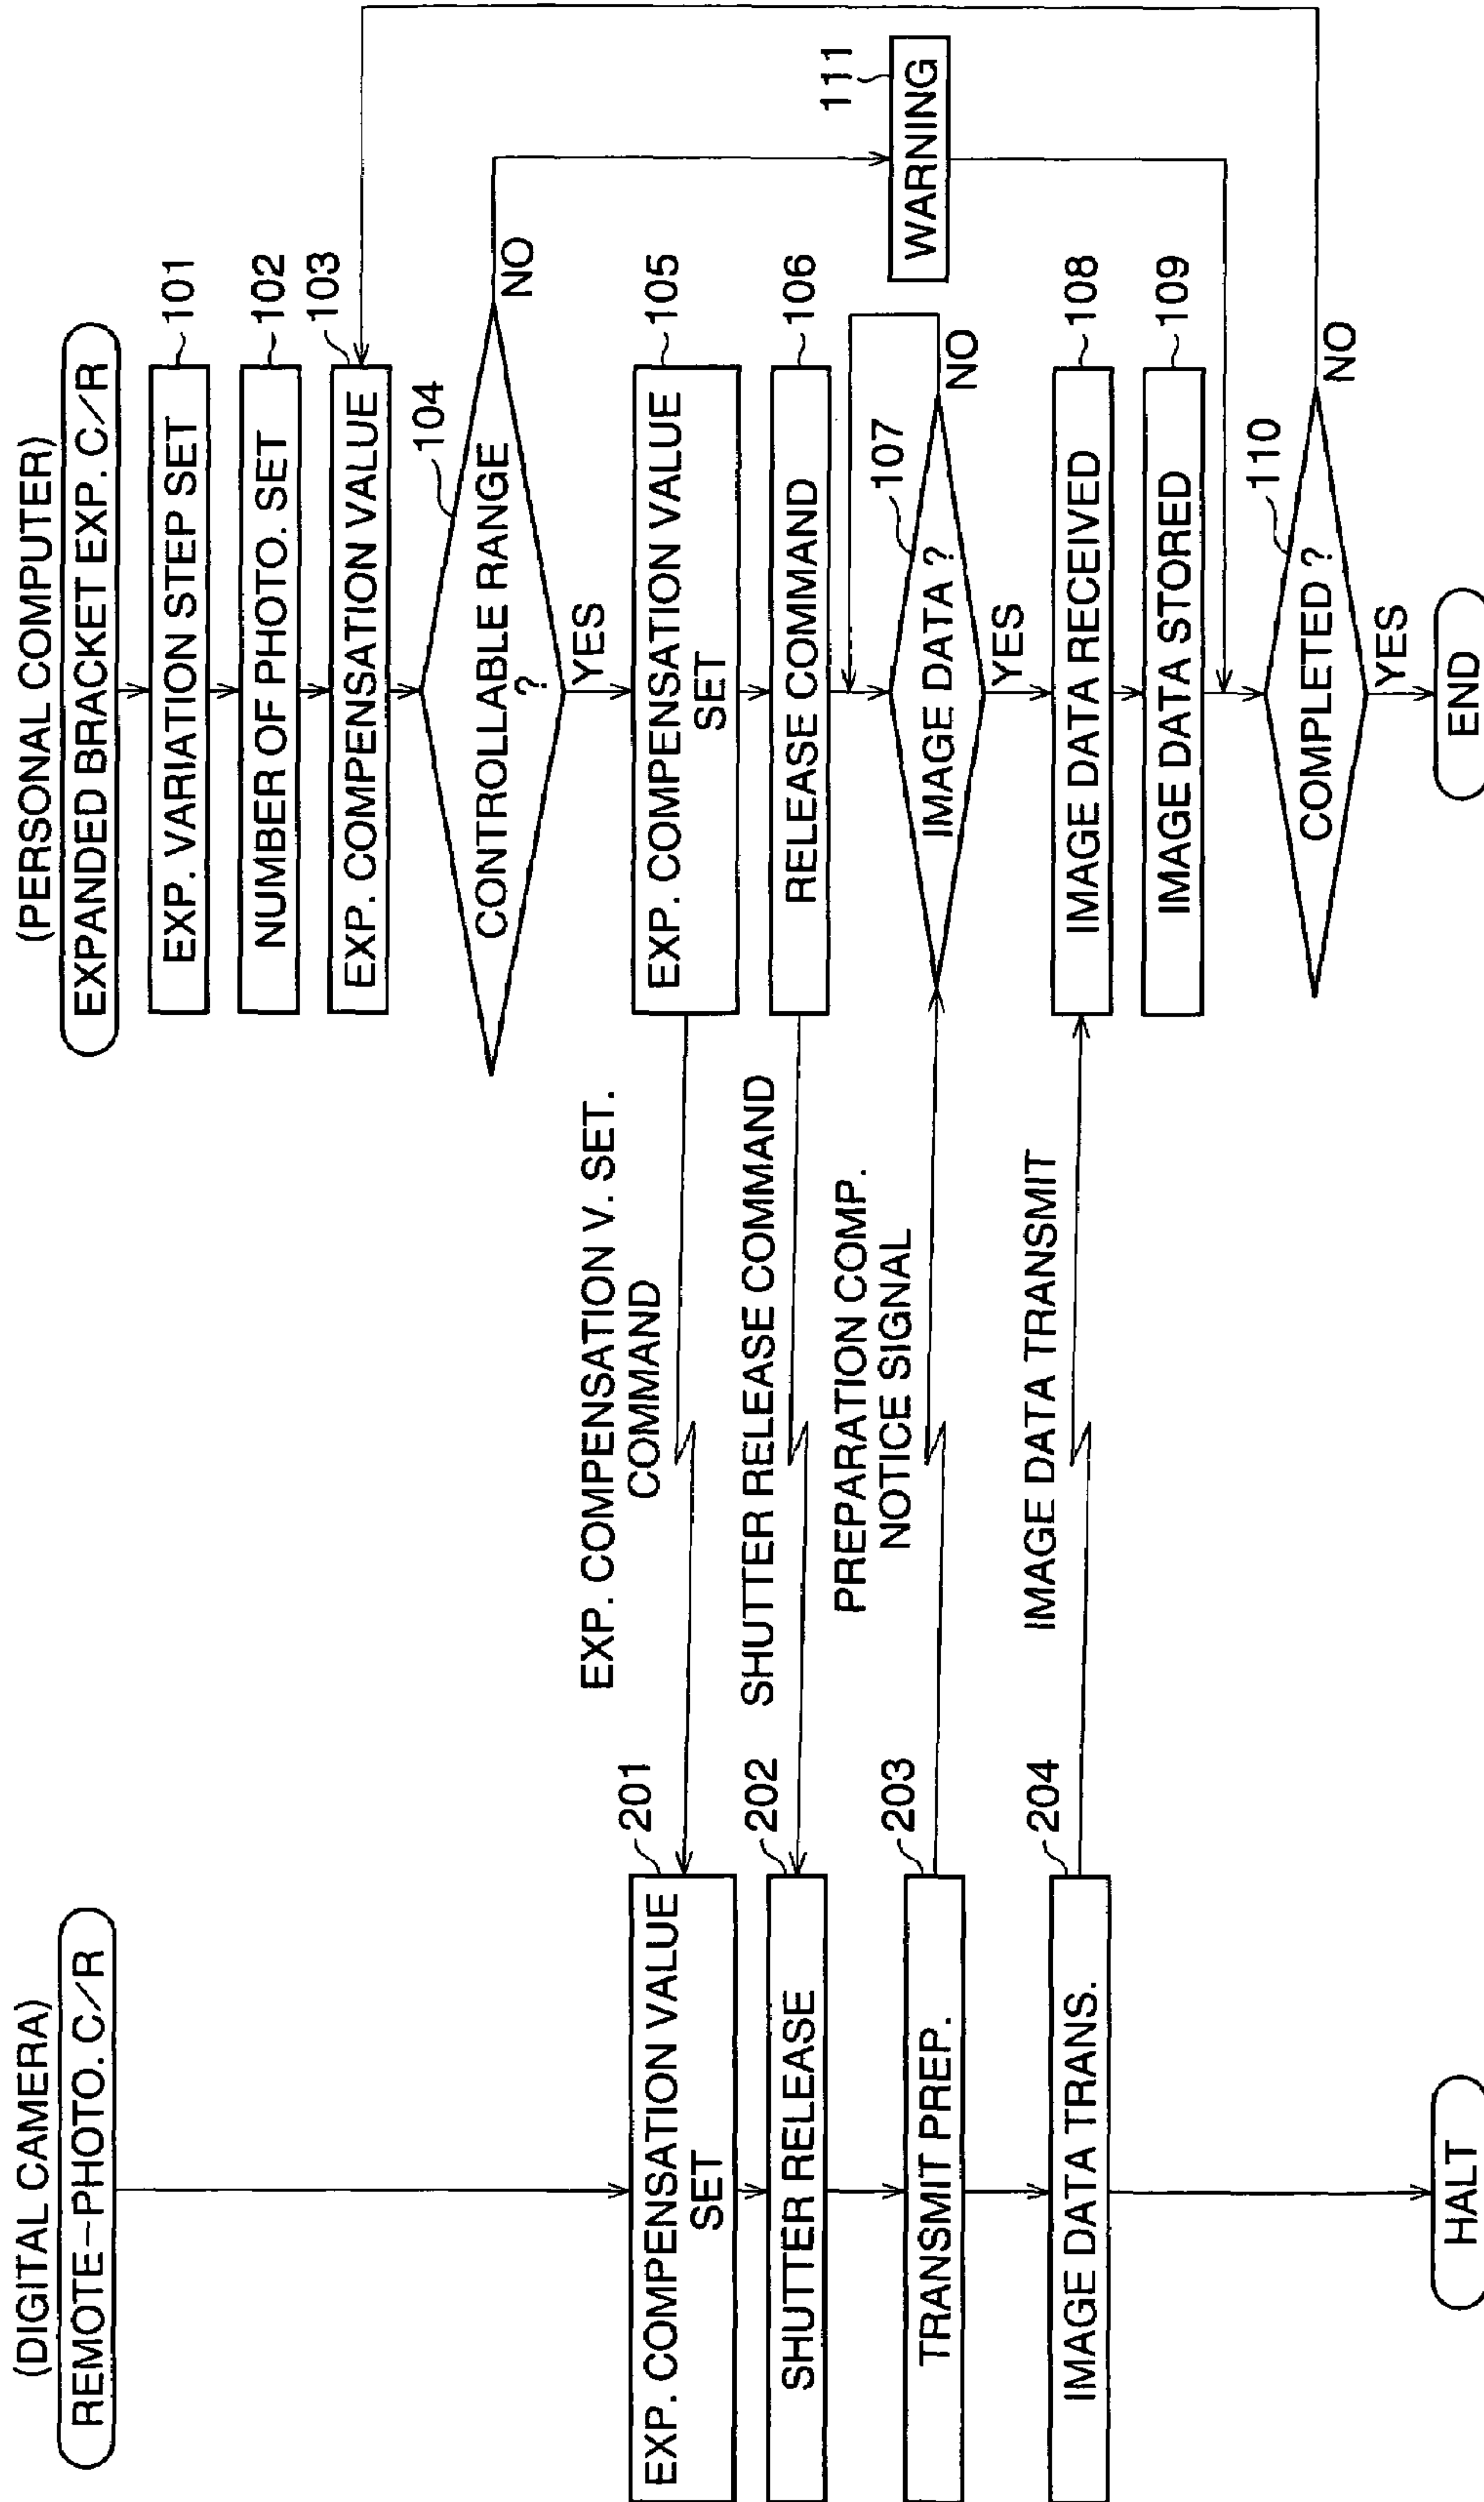 (DIGITAL CAMERA)
REMOTE-PHOTO. C/R
EXP. COMPENSATION VALUE
SET
201
SHUTTER RELEASE
202
TRANSMIT PREP.
203
IMAGE DATA TRANS.
204
HALT
EXP. COMPENSATION V. SET.
COMMAND
SHUTTER RELEASE COMMAND
PREPARATION COMP.
NOTICE SIGNAL
IMAGE DATA TRANSMIT
(PERSONAL COMPUTER)
EXPANDED BRACKET EXP. C/R
EXP. VARIATION STEP SET
101
NUMBER OF PHOTO. SET
102
EXP. COMPENSATION VALUE
103
CONTROLLABLE RANGE
?
104
NO
YES
EXP. COMPENSATION VALUE
SET
105
RELEASE COMMAND
106
IMAGE DATA ?
107
NO
YES
WARNING
111
IMAGE DATA RECEIVED
108
IMAGE DATA STORED
109
COMPLETED ?
110
NO
YES
END